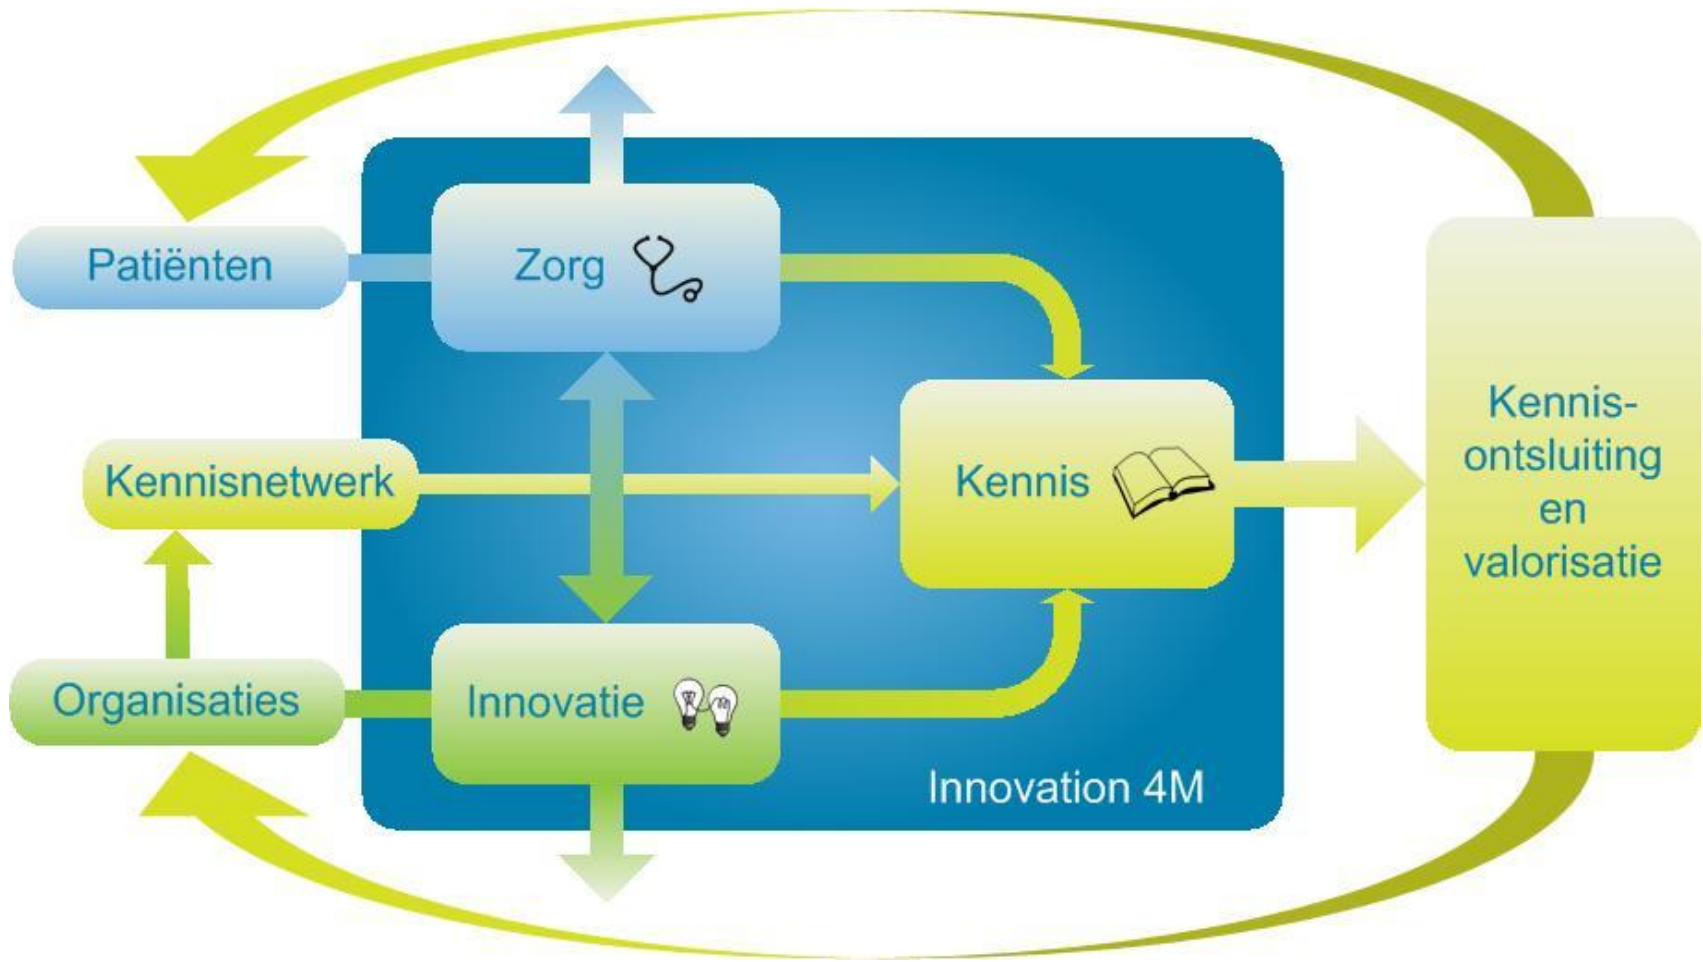 Patiënten
Zorg
Kennisnetwerk
Kennis
Kennis-
ontsluiting
en
valorisatie
Organisaties
Innovatie
Innovation 4M